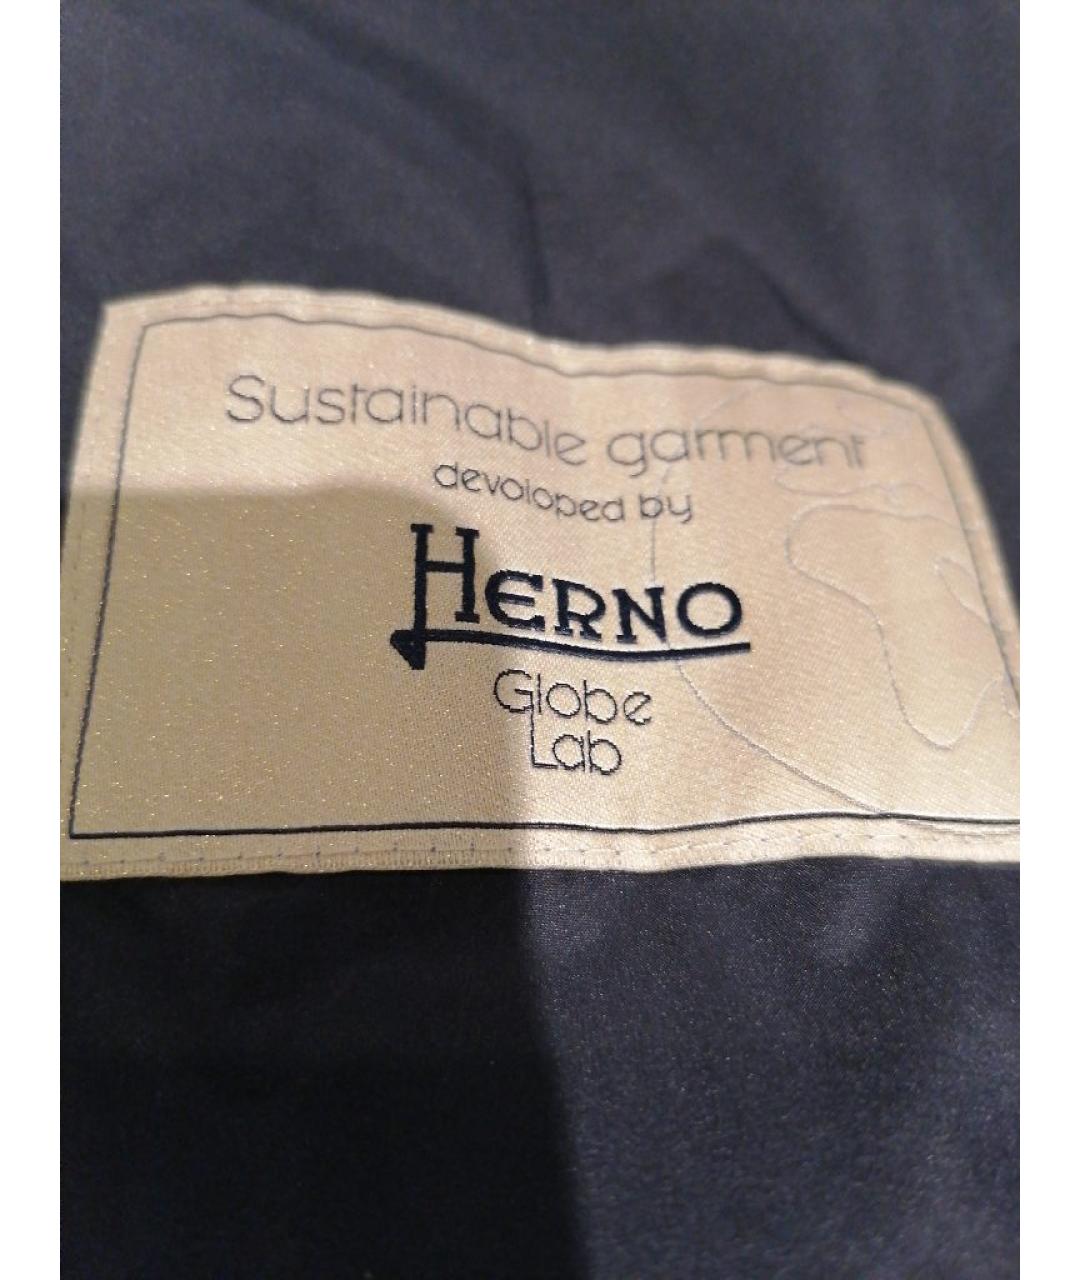 Sustainable garment
devoloped by
HERNO
Globe
Lab